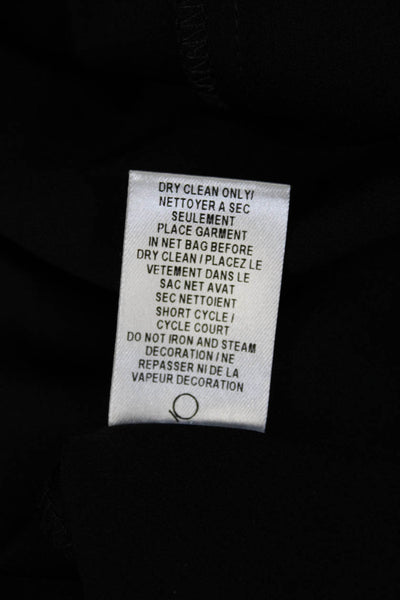 DRY CLEAN ONLY/
NETTOYER A SEC
SEULEMENT
PLACE GARMENT
IN NET BAG BEFORE
DRY CLEAN / PLACEZ LE
VETEMENT DANS LE
SAC NET AVAT
SEC NETTOIENT
SHORT CYCLE /
CYCLE COURT
DO NOT IRON AND STEAM
DECORATION / NE
REPASSER NI DE LA
VAPEUR DECORATION